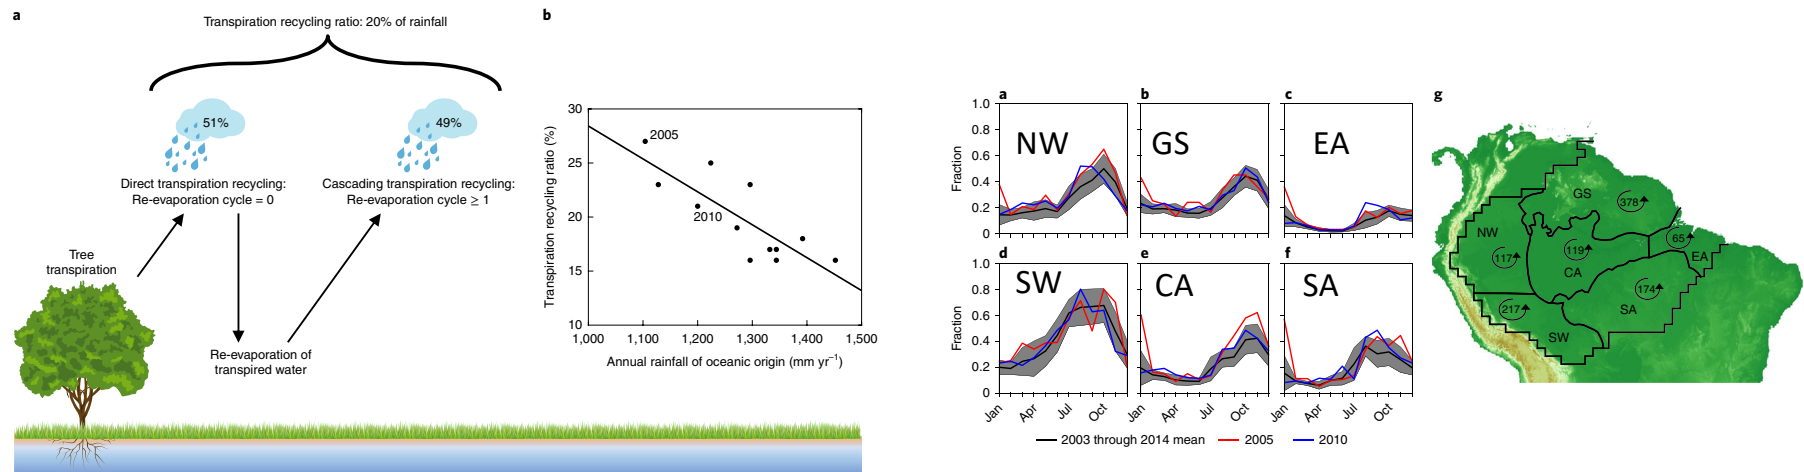 a
Transpiration recycling ratio: 20% of rainfall
51%
49%
Direct transpiration recycling:
Re-evaporation cycle = 0
Cascading transpiration recycling:
Re-evaporation cycle ≥ 1
Tree
transpiration
Re-evaporation of
transpired water
b
Transpiration recycling ratio (%)
30
25
20
15
10
2005
2010
1,000
1,100
1,200
1,300
1,400
1,500
Annual rainfall of oceanic origin (mm yr⁻¹)
a
b
c
Fraction
1.0
0.8
0.6
0.4
0.2
0
NW
GS
EA
d
e
f
Fraction
1.0
0.8
0.6
0.4
0.2
0
SW
CA
SA
Jan
Apr
Jul
Oct
Jan
Apr
Jul
Oct
Jan
Apr
Jul
Oct
2003 through 2014 mean
2005
2010
g
GS
378
NW
119
65
117
CA
EA
174
217
SA
SW